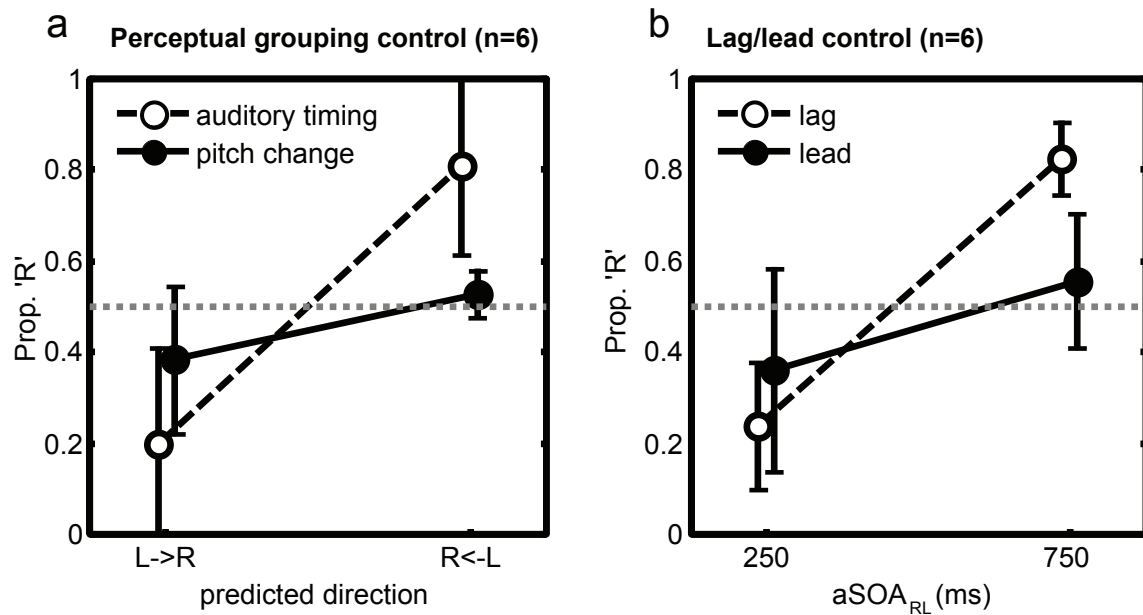 a
Perceptual grouping control (n=6)
1
0.8
0.6
0.4
0.2
0
Prop. 'R'
auditory timing
pitch change
L->R
R<-L
predicted direction
b
Lag/lead control (n=6)
1
0.8
0.6
0.4
0.2
0
Prop. 'R'
lag
lead
250
750
aSOARL (ms)